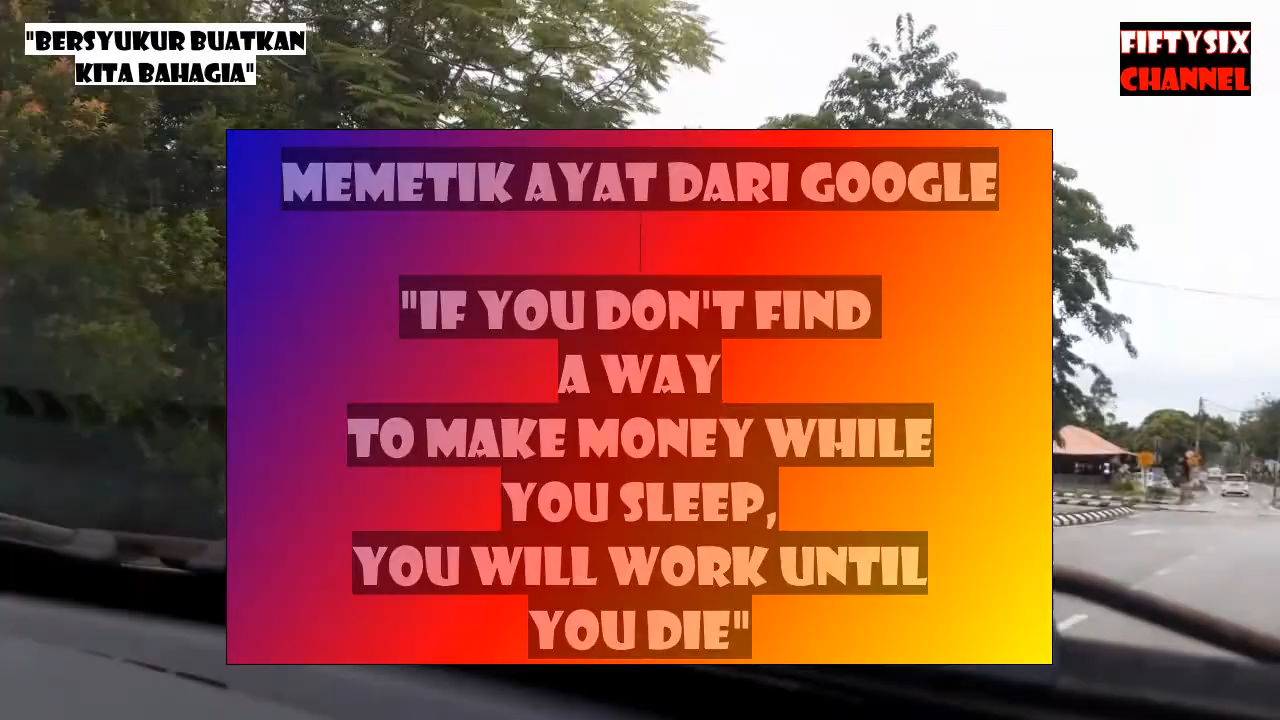 "BERSYUKUR BUATKAN
KITA BAHAGIA"
FIFTYSIX
CHANNEL
MEMETIK AYAT DARI GOOGLE
"IF YOU DON'T FIND
A WAY
TO MAKE MONEY WHILE
YOU SLEEP,
YOU WILL WORK UNTIL
YOU DIE"